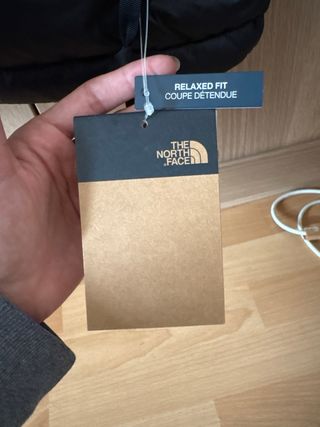 RELAXED FIT
COUPE DÉTENDUE
THE
NORTH
FACE